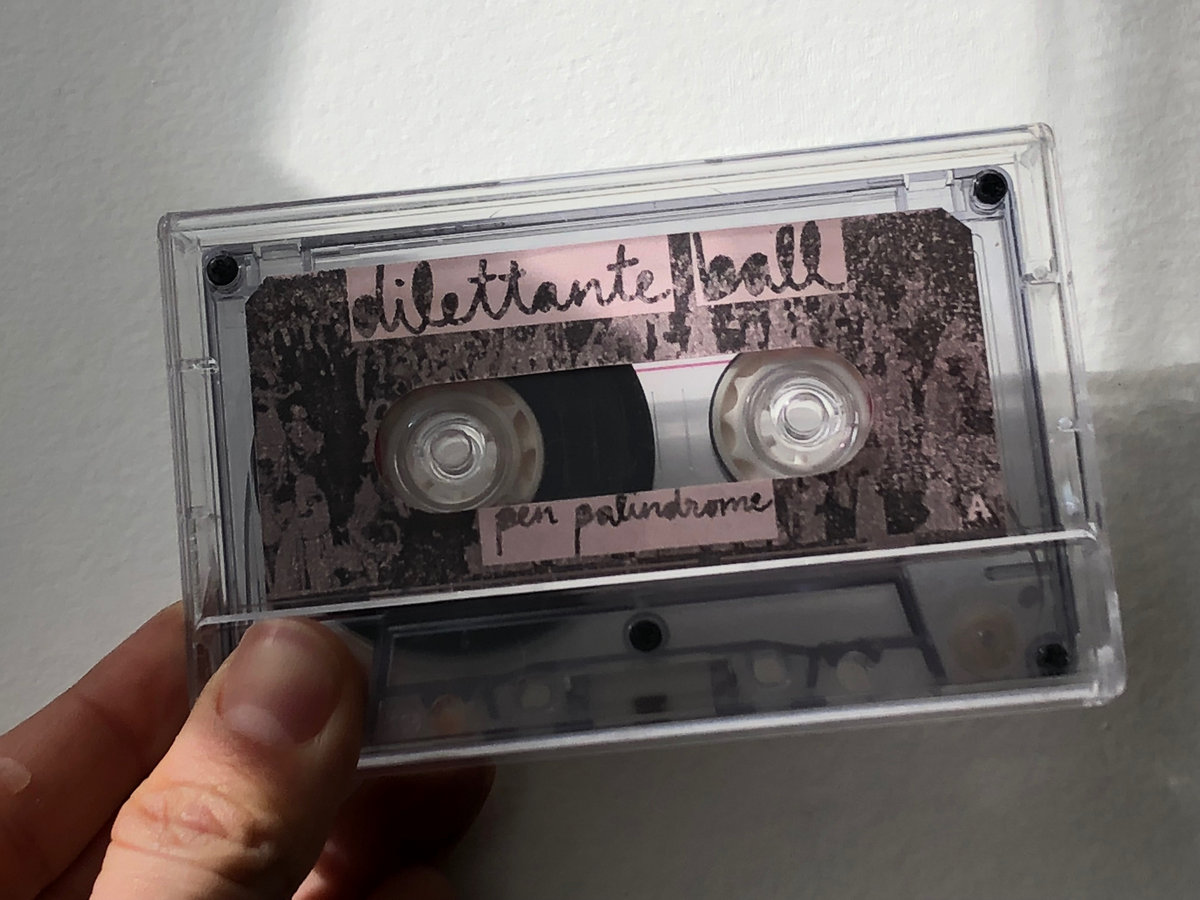 dilettante ball
pen palindrome
A